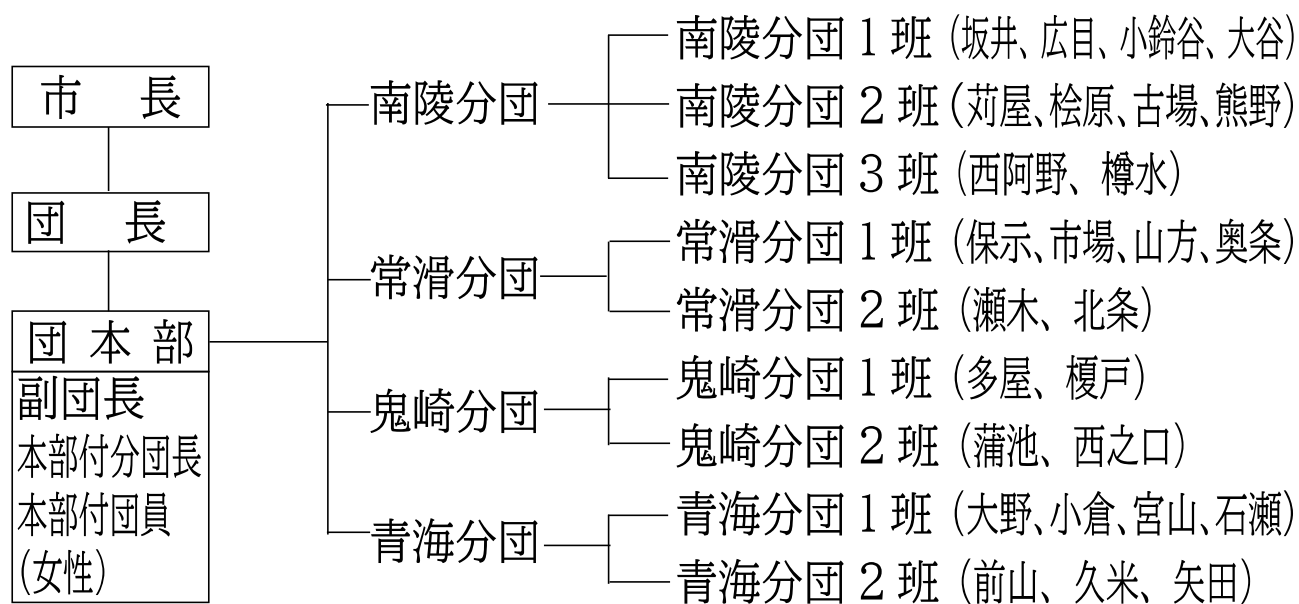 市　長
団　長
団 本 部
副団長
本部付分団長
本部付団員
(女性)
南陵分団
常滑分団
鬼崎分団
青海分団
南陵分団 1 班（坂井、広目、小鈴谷、大谷）
南陵分団 2 班（苅屋、桧原、古場、熊野）
南陵分団 3 班（西阿野、樽水）
常滑分団 1 班（保示、市場、山方、奥条）
常滑分団 2 班（瀬木、北条）
鬼崎分団 1 班（多屋、榎戸）
鬼崎分団 2 班（蒲池、西之口）
青海分団 1 班（大野、小倉、宮山、石瀬）
青海分団 2 班（前山、久米、矢田）